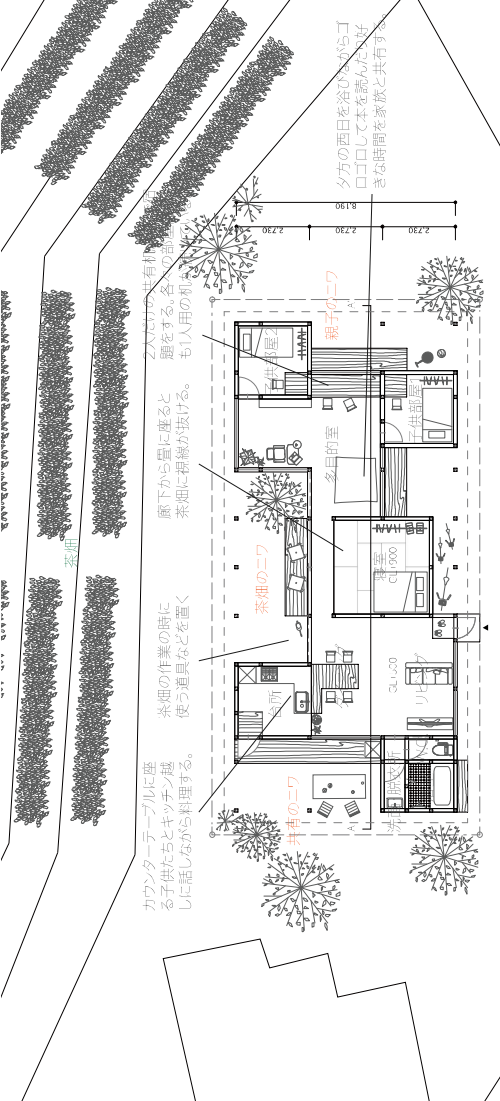 カウンターテーブルに座
る子供たちとキッチン越
しに話しながら料理する。
茶畑の作業の時に
使う道具などを置く
廊下から畳に座ると
茶畑に視線が抜ける。
2人だけの共有机
題をする。各々の部屋
も1人用の机
夕方の西日を浴びながらゴ
ロゴロして本を読んだり好
きな時間を家族と共有する
茶畑
共有のニワ
茶畑のニワ
親子のニワ
台所
リビング
寝室
多目的室
子供部屋2
子供部屋1
洗面脱衣所
8,190
2,730
2,730
2,730
A
A'